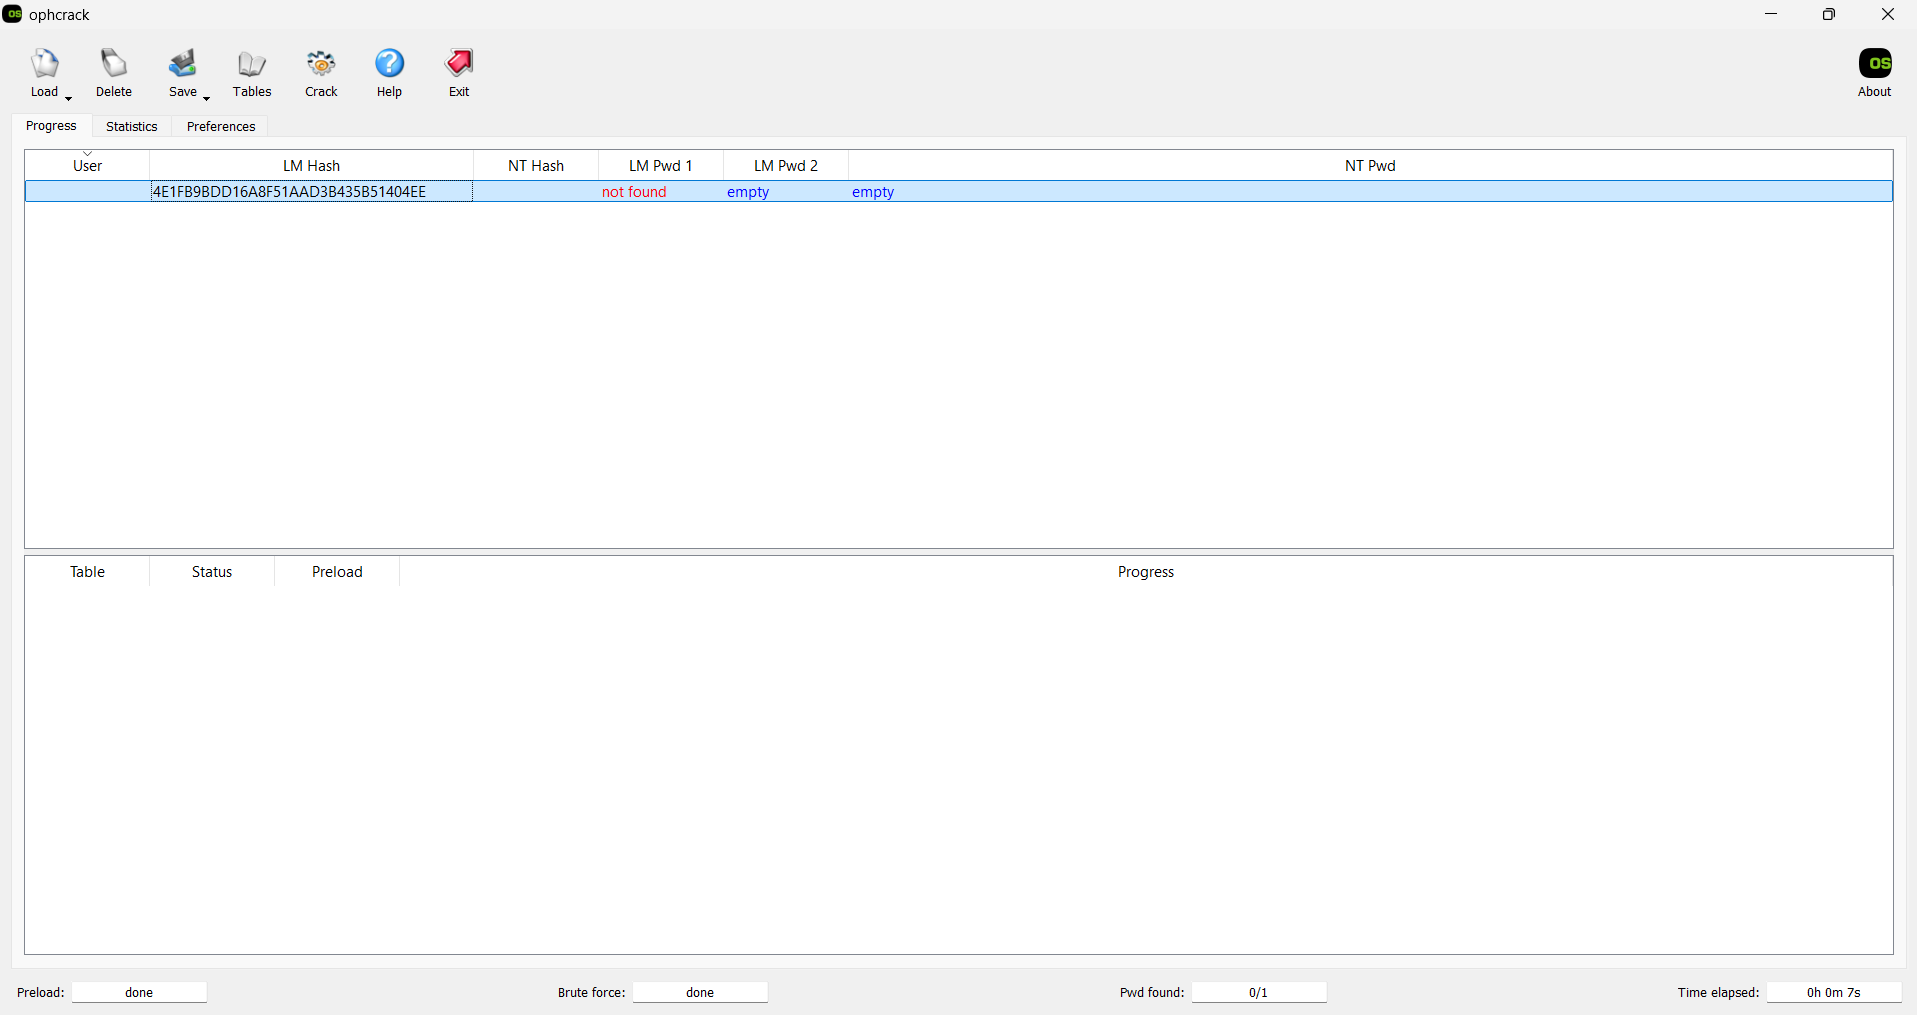 OS ophcrack
Load Delete Save Tables Crack Help Exit OS About
Progress Statistics Preferences
User LM Hash NT Hash LM Pwd 1 LM Pwd 2 NT Pwd
4E1FB9BDD16A8F51AAD3B435B51404EE not found empty empty
Table Status Preload Progress
Preload: done Brute force: done Pwd found: 0/1 Time elapsed: 0h 0m 7s